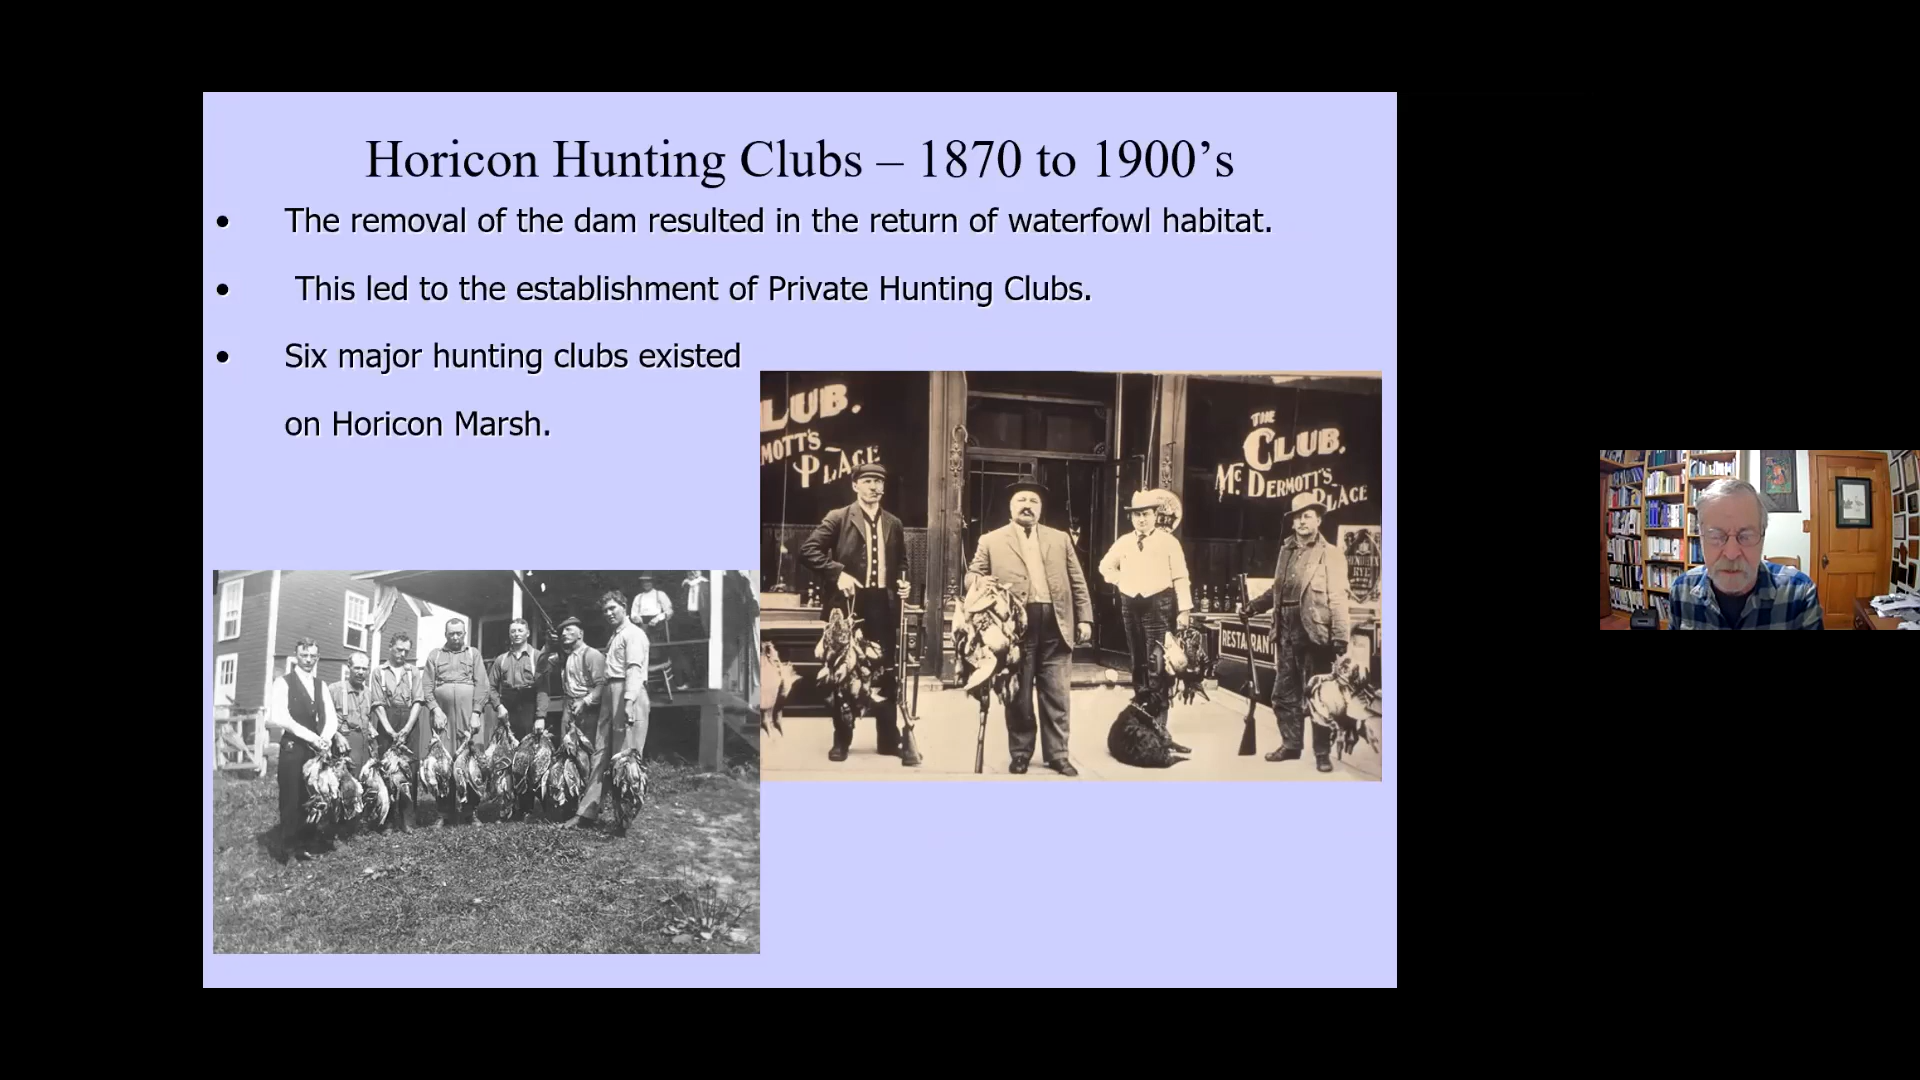 Horicon Hunting Clubs – 1870 to 1900's
• The removal of the dam resulted in the return of waterfowl habitat.
• This led to the establishment of Private Hunting Clubs.
• Six major hunting clubs existed
on Horicon Marsh.
LUB.
MOTT'S
PLACE
THE
CLUB.
Mc DERMOTT'S
PLACE
RESTAURANT